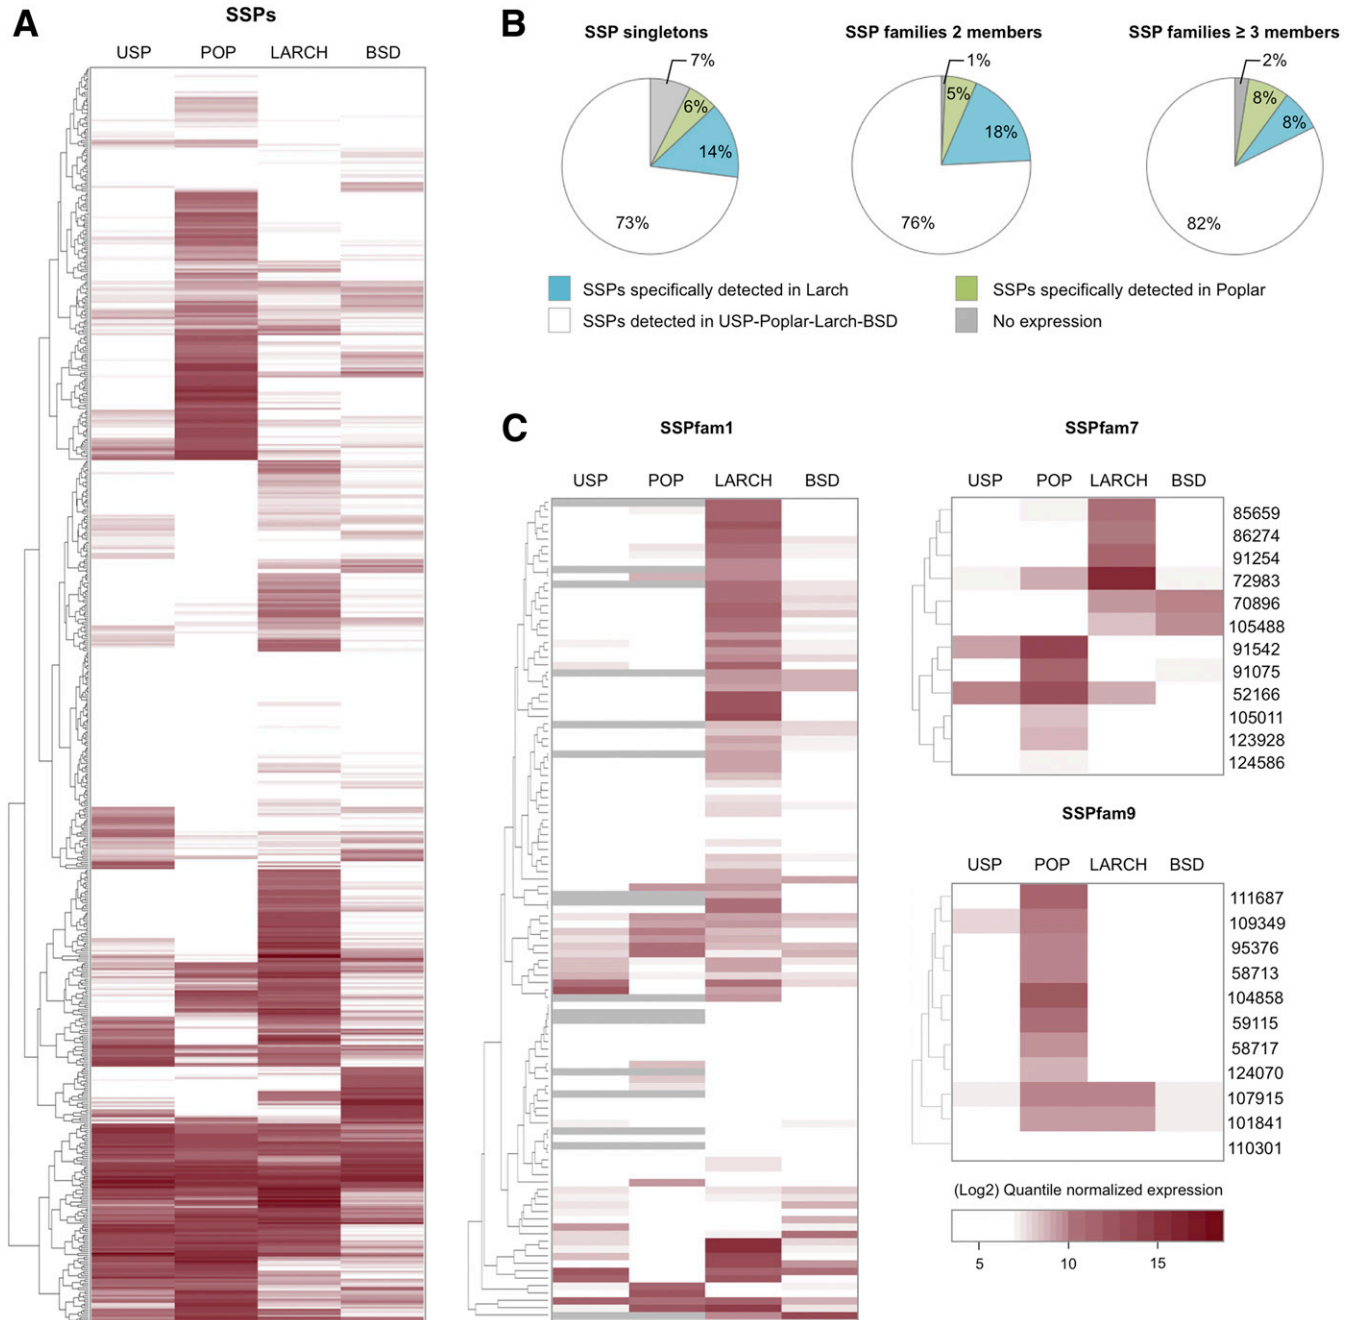 A
SSPs
USP POP LARCH BSD
B
SSP singletons
7%
6%
14%
73%
SSP families 2 members
1%
5%
18%
76%
SSP families ≥ 3 members
2%
8%
8%
82%
SSPs specifically detected in Larch
SSPs specifically detected in Poplar
SSPs detected in USP-Poplar-Larch-BSD
No expression
C
SSPfam1
USP POP LARCH BSD
SSPfam7
USP POP LARCH BSD
85659
86274
91254
72983
70896
105488
91542
91075
52166
105011
123928
124586
SSPfam9
USP POP LARCH BSD
111687
109349
95376
58713
104858
59115
58717
124070
107915
101841
110301
(Log2) Quantile normalized expression
5 10 15